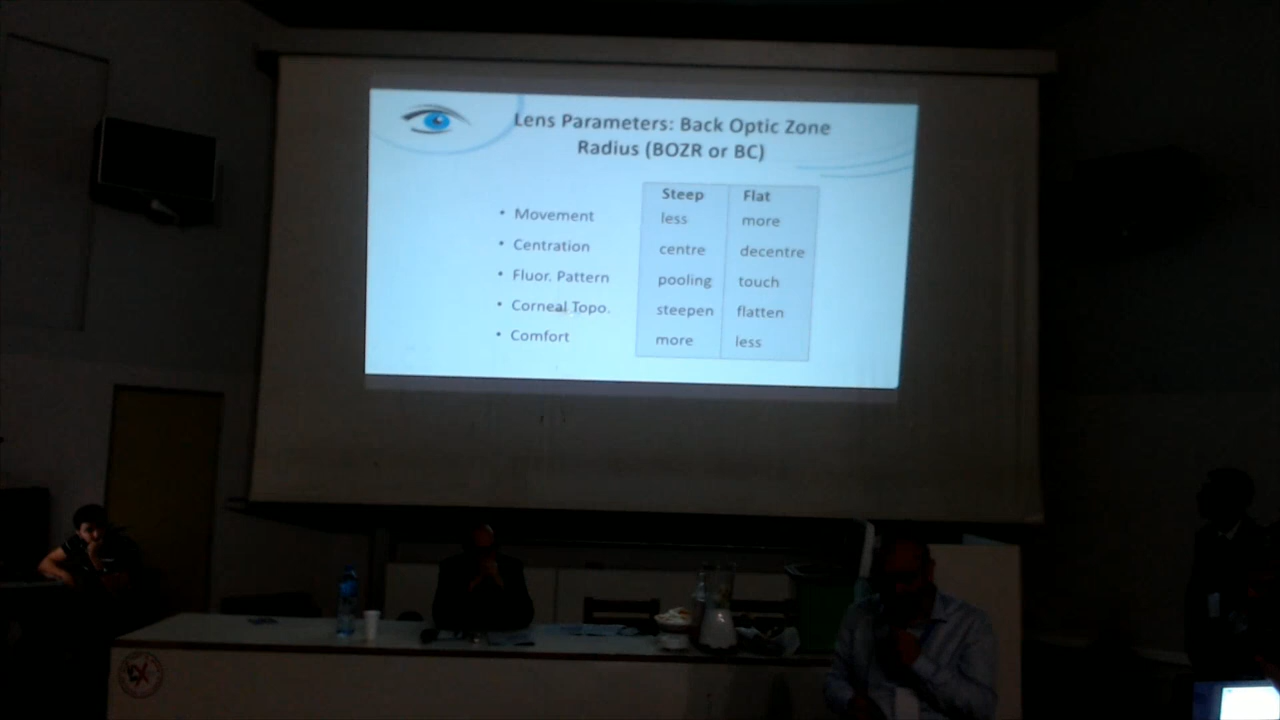 Lens Parameters: Back Optic Zone
Radius (BOZR or BC)
Steep Flat
• Movement less more
• Centration centre decentre
• Fluor. Pattern pooling touch
• Corneal Topo. steepen flatten
• Comfort more less